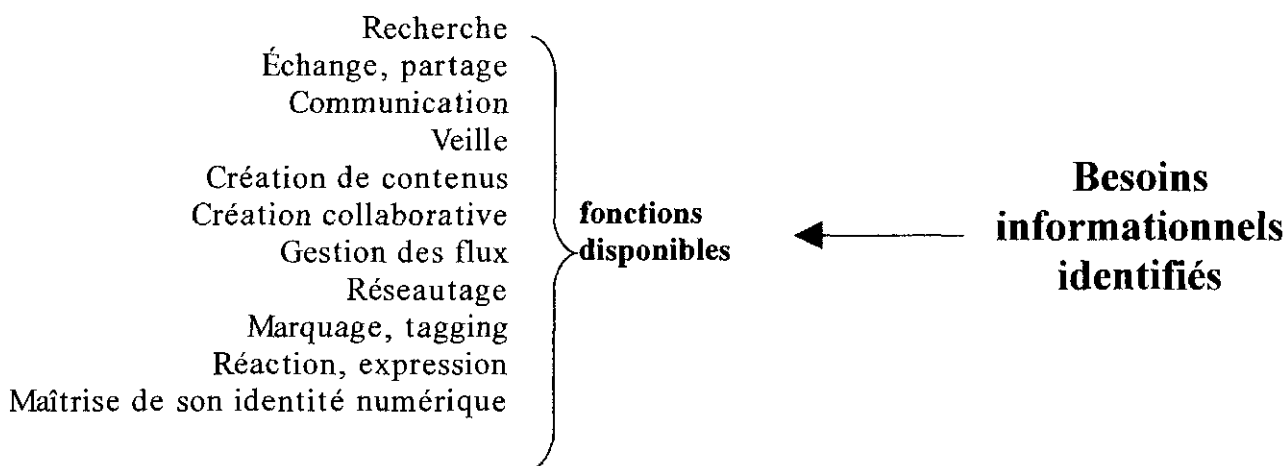 Recherche
Échange, partage
Communication
Veille
Création de contenus
Création collaborative
Gestion des flux
Réseautage
Marquage, tagging
Réaction, expression
Maîtrise de son identité numérique
fonctions
disponibles
Besoins
informationnels
identifiés